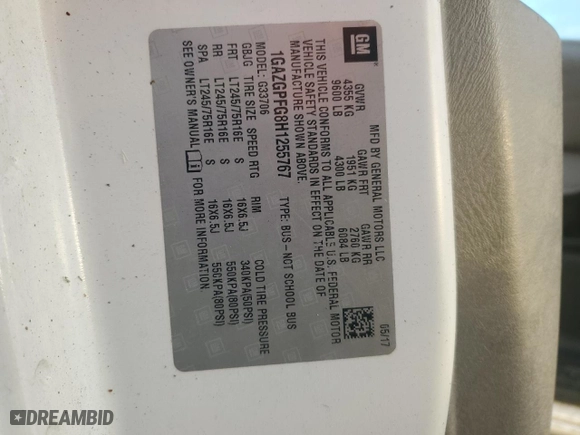 GM
MFD BY GENERAL MOTORS LLC
05/17
GVWR GAWR FRT GAWR RR
4355 KG 1951 KG 2760 KG
9600 LB 4300 LB 6084 LB
THIS VEHICLE CONFORMS TO ALL APPLICABLE U.S. FEDERAL MOTOR
VEHICLE SAFETY STANDARDS IN EFFECT ON THE DATE OF
MANUFACTURE SHOWN ABOVE.
1GAZGPFG8H1255767 TYPE: BUS-NOT SCHOOL BUS
MODEL: G33706
GBJG TIRE SIZE SPEED RTG RIM COLD TIRE PRESSURE
FRT LT245/75R16E S 16X6.5J 340KPA(50PSI)
RR LT245/75R16E S 16X6.5J 550KPA(80PSI)
SPA LT245/75R16E S 16X6.5J 550KPA(80PSI)
SEE OWNER'S MANUAL FOR MORE INFORMATION
DREAMBID